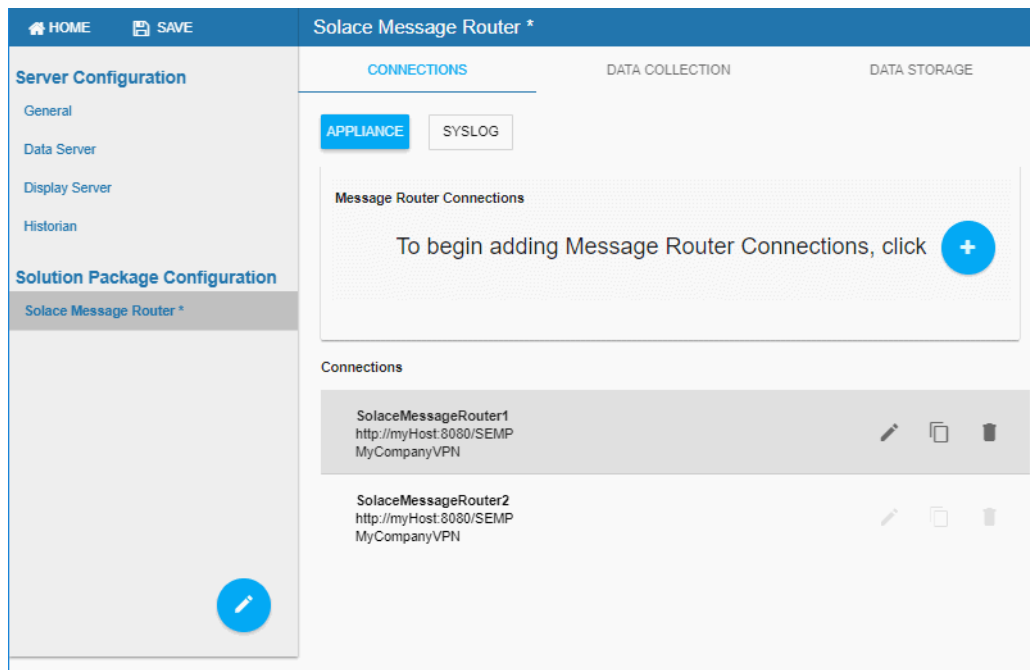 HOME SAVE Solace Message Router *
Server Configuration
General
Data Server
Display Server
Historian
Solution Package Configuration
Solace Message Router *
CONNECTIONS DATA COLLECTION DATA STORAGE
APPLIANCE SYSLOG
Message Router Connections
To begin adding Message Router Connections, click +
Connections
SolaceMessageRouter1
http://myHost:8080/SEMP
MyCompanyVPN
SolaceMessageRouter2
http://myHost:8080/SEMP
MyCompanyVPN